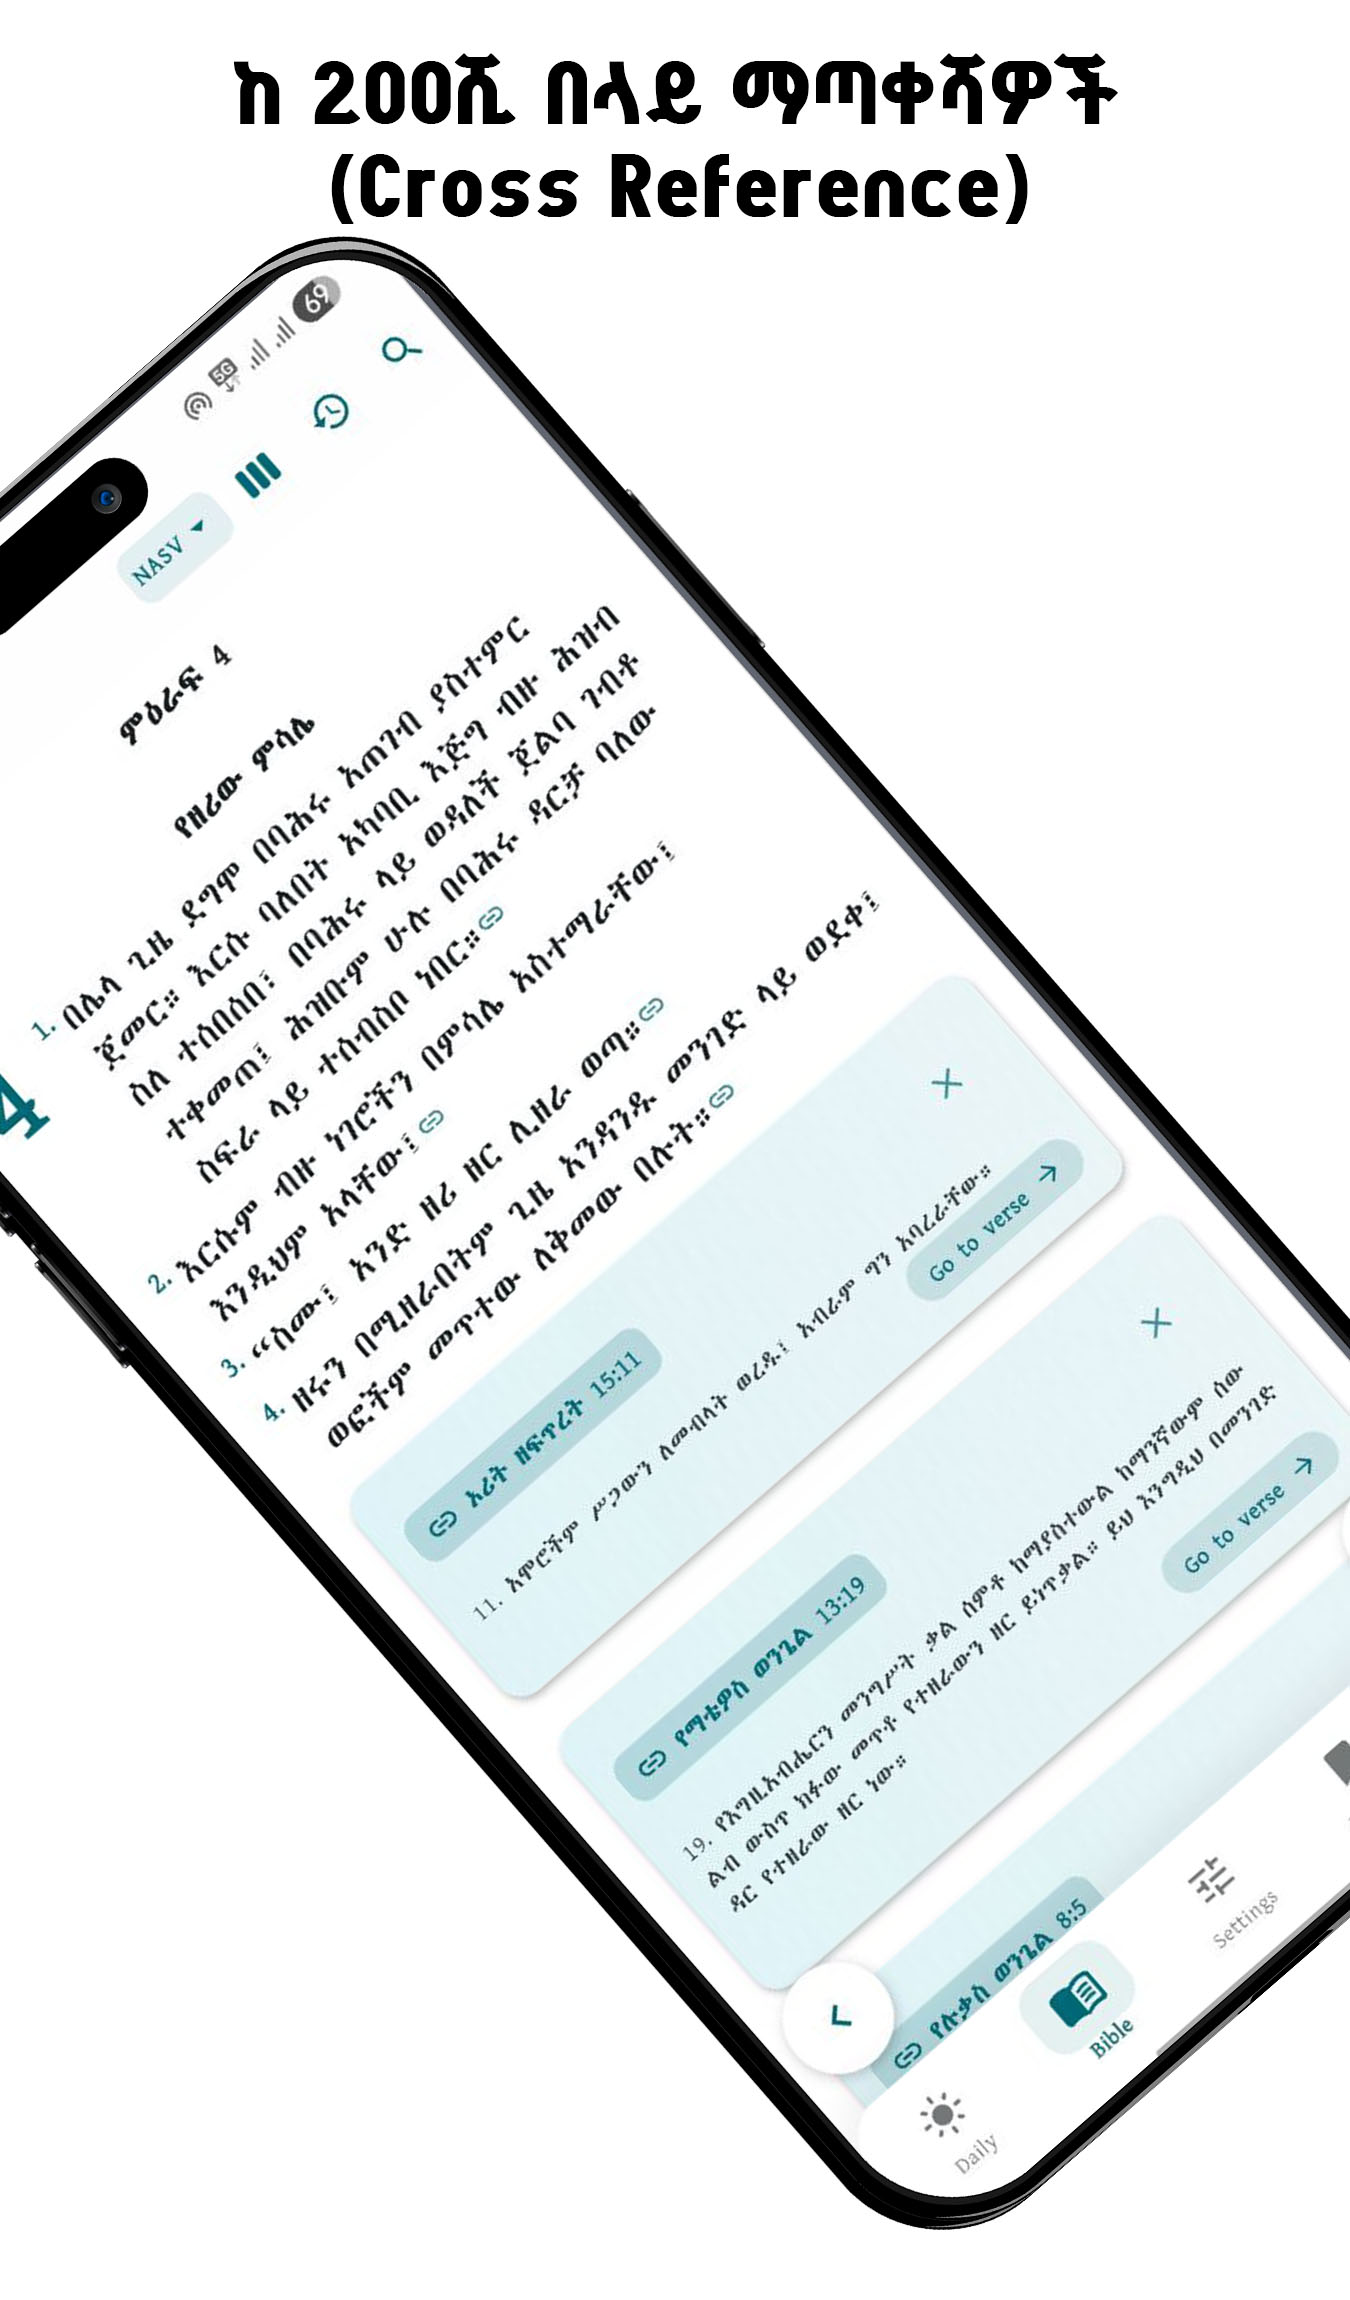 ከ 200ሺ በላይ ማጣቀሻዎች
(Cross Reference)
69
5G
NASV
ምዕራፍ 4
የዘሪው ምሳሌ
4
1. በሌላ ጊዜ ደግሞ በባሕሩ አጠገብ ያስተምር
ጀመር። እርሱ ባለበት አካባቢ እጅግ ብዙ ሕዝብ
ስለ ተሰበሰበ፤ በባሕሩ ላይ ወዳለች ጀልባ ገብቶ
ተቀመጠ፤ ሕዝቡም ሁሉ በባሕሩ ዳርቻ ባለው
ስፍራ ላይ ተሰብስበ ነበር።
2. እርሱም ብዙ ነገሮችን በምሳሌ አስተማራቸው፤
እንዲህም አላቸው፤
3. “ስሙ፤ አንድ ዘሪ ዘር ሊዘራ ወጣ።
4. ዘሩን በሚዘራበትም ጊዜ አንዳንዱ መንገድ ላይ ወደቀ፤
ወፎችም መጥተው ለቅመው በሉት።
ኦሪት ዘፍጥረት 15:11
11. አሞሮችም ሥጋውን ለመብላት ወረዱ፤ አብራም ግን አባረራቸው።
Go to verse
የማቴዎስ ወንጌል 13:19
19. የእግዚአብሔርን መንግሥት ቃል ሰምቶ ከማያስተውል ከማንኛውም ሰው
ልብ ውስጥ ክፉው መጥቶ የተዘራውን ዘር ይነጥቃል። ይህ እንግዲህ በመንገድ
ዳር የተዘራው ዘር ነው።
Go to verse
የሉቃስ ወንጌል 8:5
Daily
Bible
Settings